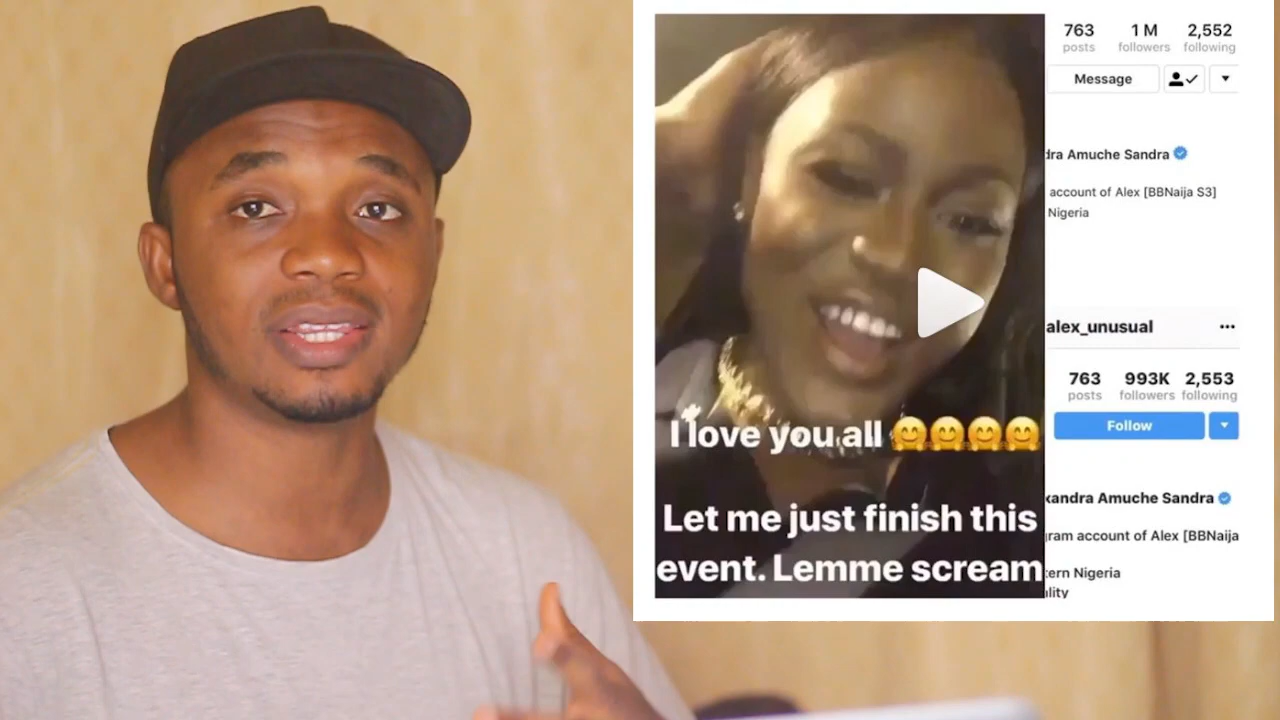 763 1 M 2,552
posts followers following
Message
dra Amuche Sandra
account of Alex [BBNaija S3]
Nigeria
alex_unusual
763 993K 2,553
posts followers following
Follow
xandra Amuche Sandra
gram account of Alex [BBNaija
tern Nigeria
ality
I love you all 🤗🤗🤗🤗
Let me just finish this
event. Lemme scream